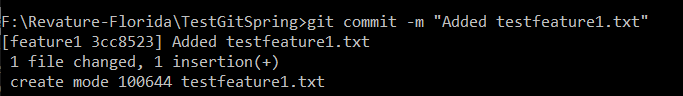 F:\Revature-Florida\TestGitSpring>git commit -m "Added testfeature1.txt"
[feature1 3cc8523] Added testfeature1.txt
 1 file changed, 1 insertion(+)
 create mode 100644 testfeature1.txt